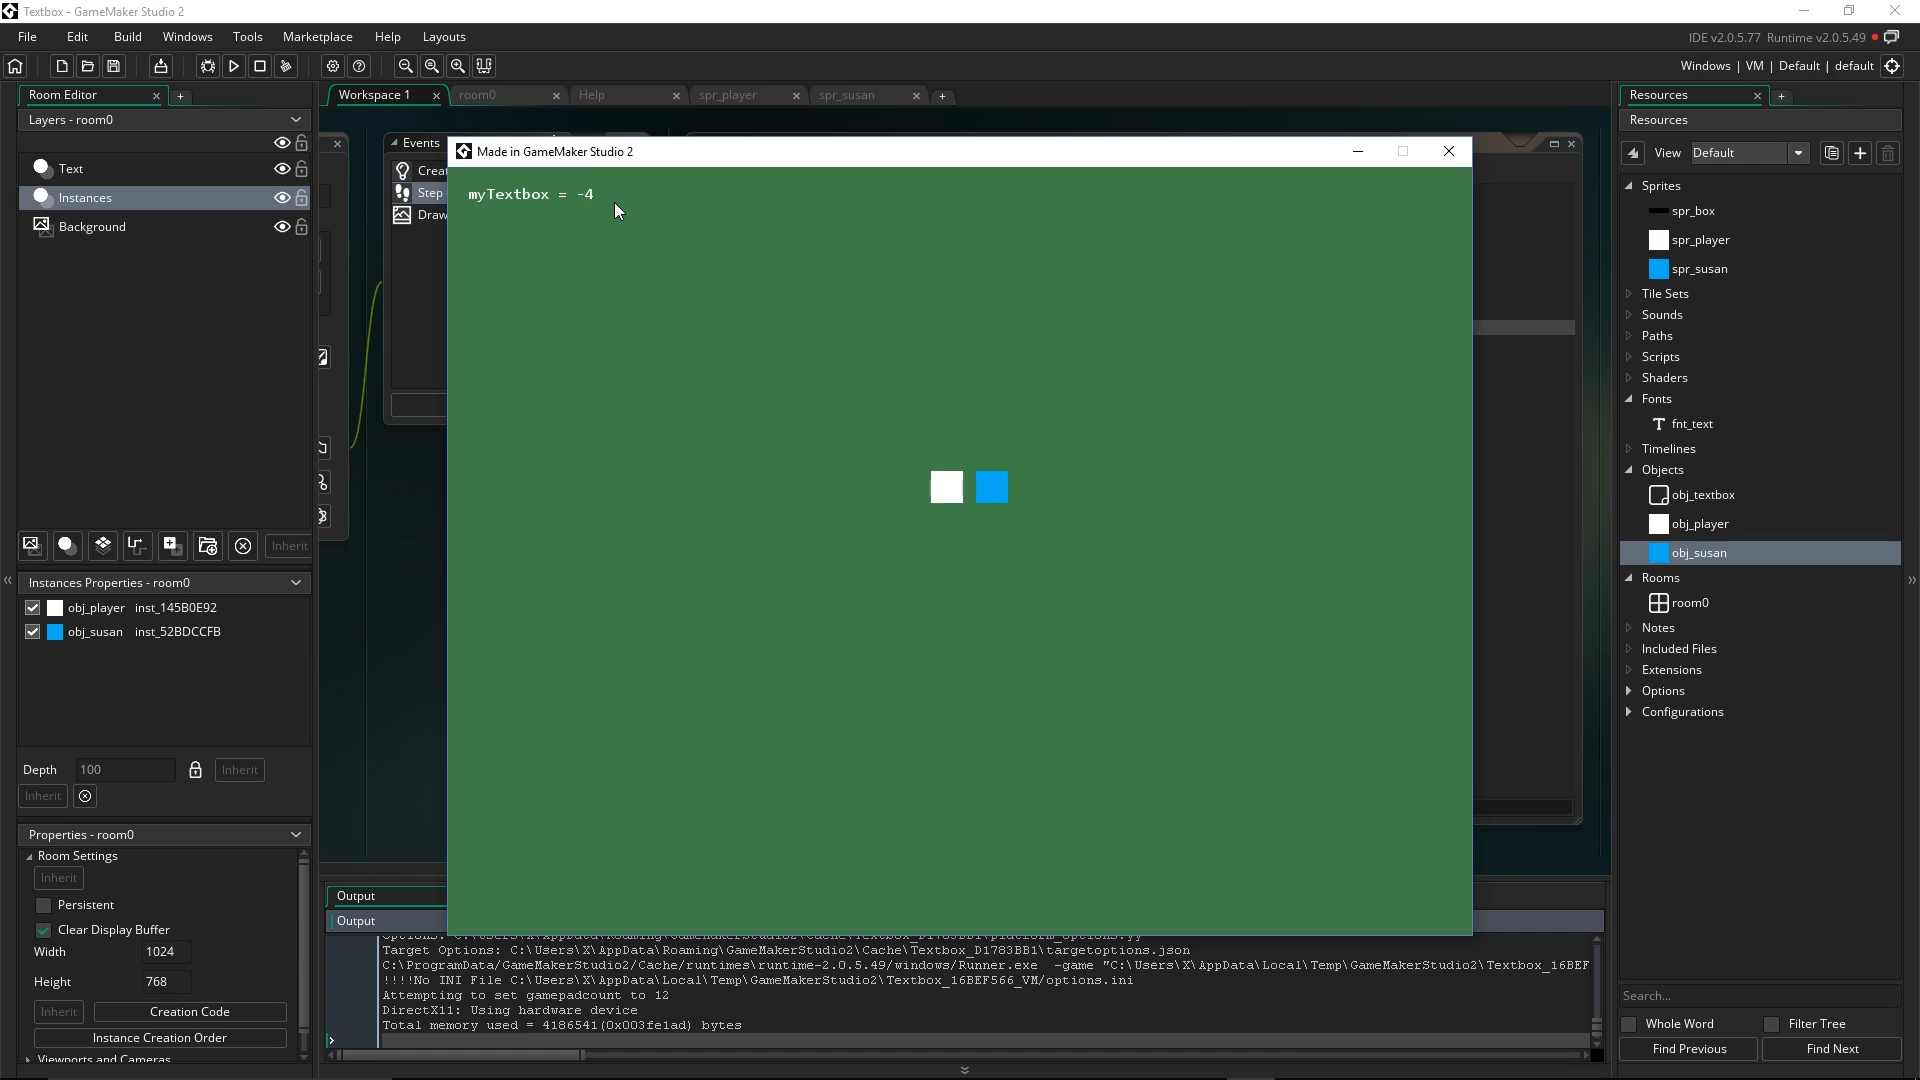 Textbox - GameMaker Studio 2
File Edit Build Windows Tools Marketplace Help Layouts
IDE v2.0.5.77 Runtime v2.0.5.49
Windows | VM | Default | default
Room Editor
Workspace 1
room0
Help
spr_player
spr_susan
Resources
Layers - room0
Resources
Text
Instances
Background
Events
Step
View Default
Made in GameMaker Studio 2
myTextbox = -4
Sprites
spr_box
spr_player
spr_susan
Tile Sets
Sounds
Paths
Scripts
Shaders
Fonts
fnt_text
Timelines
Objects
obj_textbox
obj_player
obj_susan
Rooms
room0
Notes
Included Files
Extensions
Options
Configurations
Inherit
Instances Properties - room0
obj_player inst_145B0E92
obj_susan inst_52BDCCFB
Depth 100 Inherit
Inherit
Properties - room0
Room Settings
Inherit
Persistent
Clear Display Buffer
Width 1024
Height 768
Inherit Creation Code
Instance Creation Order
Viewports and Cameras
Output
Output
Target Options: C:\Users\X\AppData\Roaming\GameMakerStudio2\Cache\Textbox_D1783BB1\targetoptions.json
C:\ProgramData/GameMakerStudio2/Cache/runtimes\runtime-2.0.5.49/windows/Runner.exe -game "C:\Users\X\AppData\Local\Temp\GameMakerStudio2\Textbox_16BEF
!!!!No INI File C:\Users\X\AppData\Local\Temp\GameMakerStudio2\Textbox_16BEF566_VM/options.ini
Attempting to set gamepadcount to 12
DirectX11: Using hardware device
Total memory used = 4186541(0x003fe1ad) bytes
Search...
Whole Word Filter Tree
Find Previous Find Next